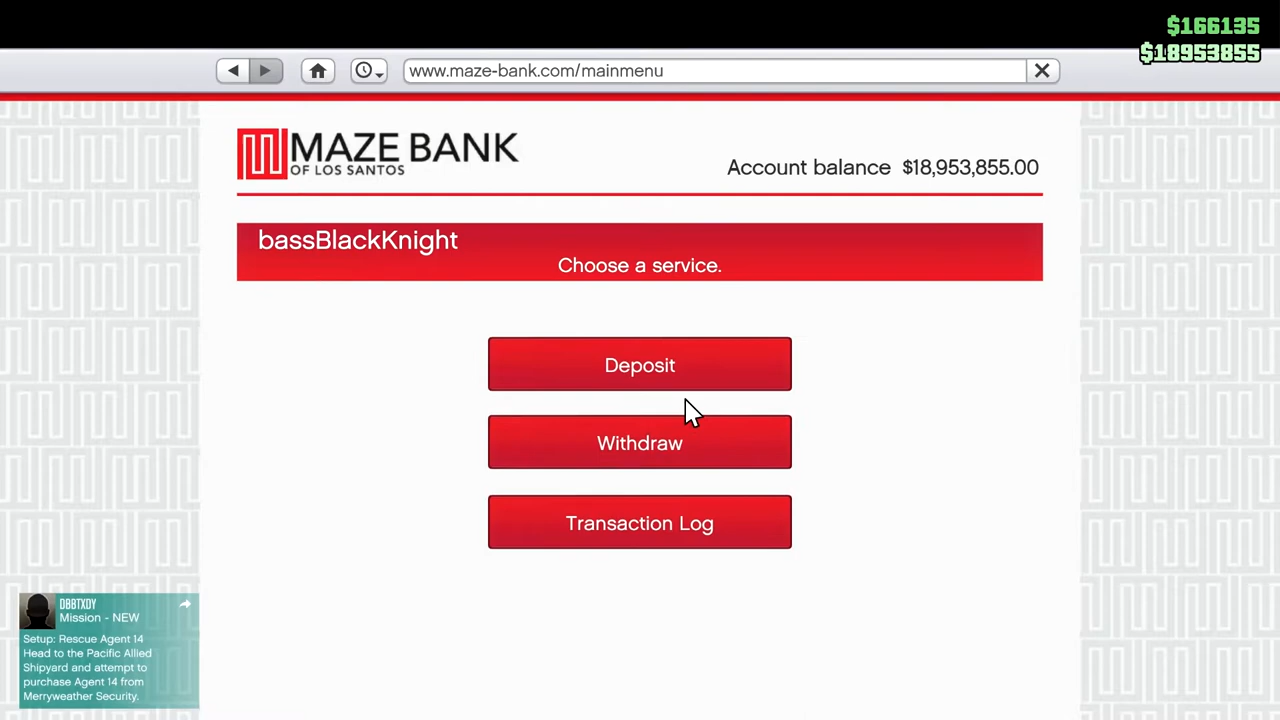 $166135
$18953855
www.maze-bank.com/mainmenu
MAZE BANK
OF LOS SANTOS
Account balance $18,953,855.00
bassBlackKnight
Choose a service.
Deposit
Withdraw
Transaction Log
DBBTXDY
Mission - NEW
Setup: Rescue Agent 14
Head to the Pacific Allied
Shipyard and attempt to
purchase Agent 14 from
Merryweather Security.